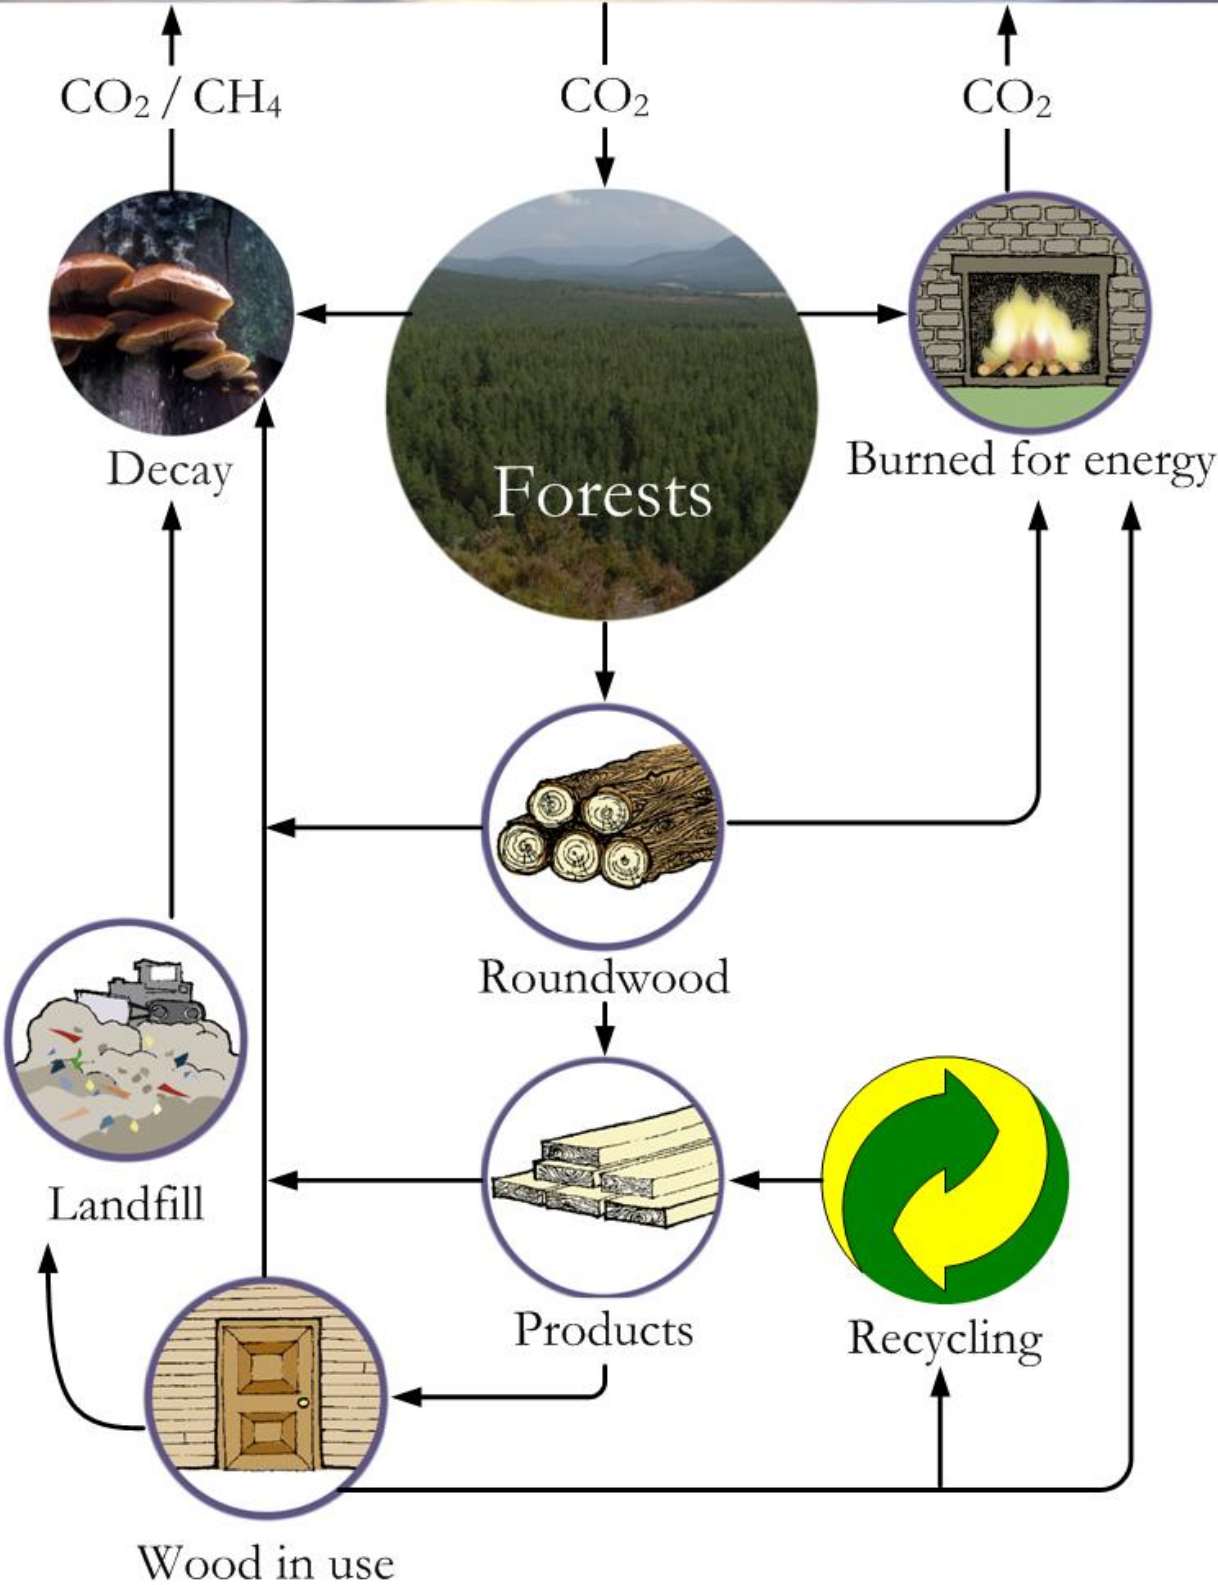 CO₂ / CH₄
CO₂
CO₂
Decay
Forests
Burned for energy
Roundwood
Landfill
Products
Recycling
Wood in use